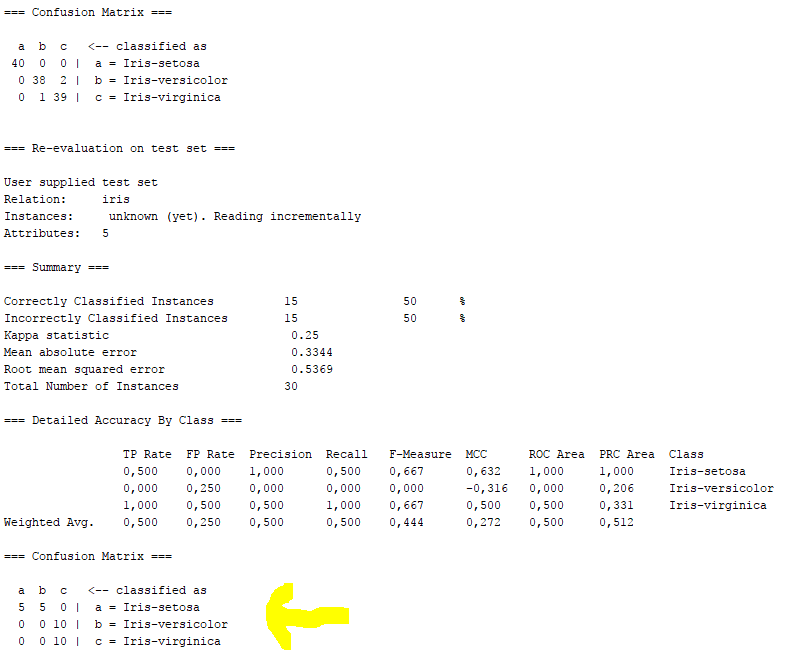 === Confusion Matrix ===
a b c <-- classified as
40 0 0 | a = Iris-setosa
0 38 2 | b = Iris-versicolor
0 1 39 | c = Iris-virginica
=== Re-evaluation on test set ===
User supplied test set
Relation: iris
Instances: unknown (yet). Reading incrementally
Attributes: 5
=== Summary ===
Correctly Classified Instances 15 50 %
Incorrectly Classified Instances 15 50 %
Kappa statistic 0.25
Mean absolute error 0.3344
Root mean squared error 0.5369
Total Number of Instances 30
=== Detailed Accuracy By Class ===
TP Rate FP Rate Precision Recall F-Measure MCC ROC Area PRC Area Class
0,500 0,000 1,000 0,500 0,667 0,632 1,000 1,000 Iris-setosa
0,000 0,250 0,000 0,000 0,000 -0,316 0,000 0,206 Iris-versicolor
1,000 0,500 0,500 1,000 0,667 0,500 0,500 0,331 Iris-virginica
Weighted Avg. 0,500 0,250 0,500 0,500 0,444 0,272 0,500 0,512
=== Confusion Matrix ===
a b c <-- classified as
5 5 0 | a = Iris-setosa
0 0 10 | b = Iris-versicolor
0 0 10 | c = Iris-virginica